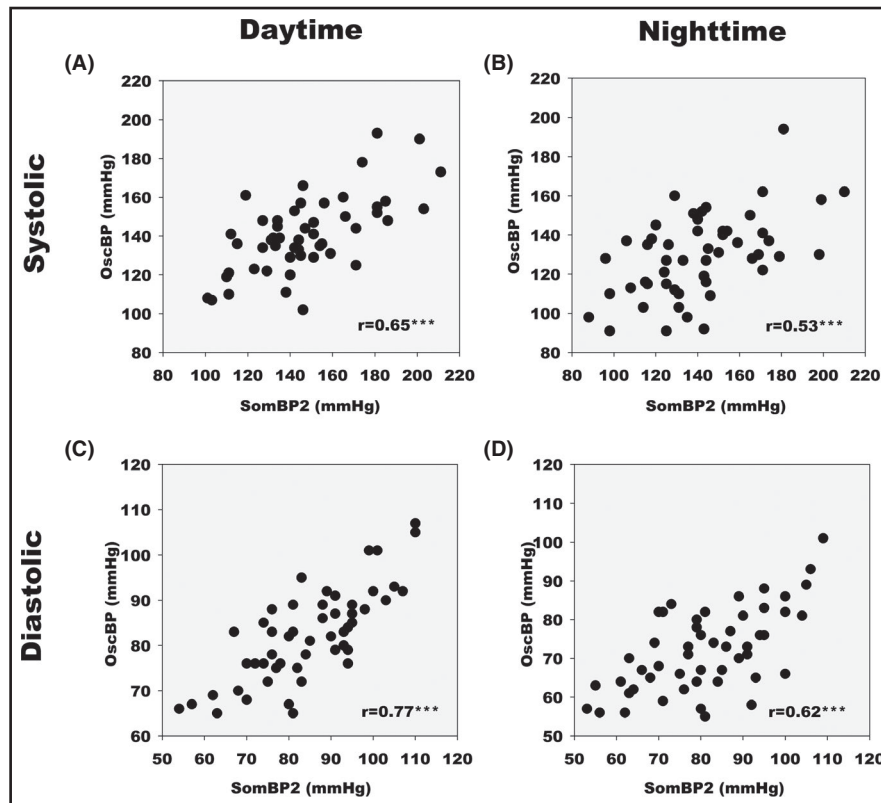 Daytime
Nighttime
(A)
(B)
Systolic
OscBP (mmHg)
220
200
180
160
140
120
100
80
r=0.65***
80 100 120 140 160 180 200 220
SomBP2 (mmHg)
OscBP (mmHg)
220
200
180
160
140
120
100
80
r=0.53***
80 100 120 140 160 180 200 220
SomBP2 (mmHg)
(C)
(D)
Diastolic
OscBP (mmHg)
120
110
100
90
80
70
60
r=0.77***
50 60 70 80 90 100 110 120
SomBP2 (mmHg)
OscBP (mmHg)
120
110
100
90
80
70
60
50
r=0.62***
50 60 70 80 90 100 110 120
SomBP2 (mmHg)